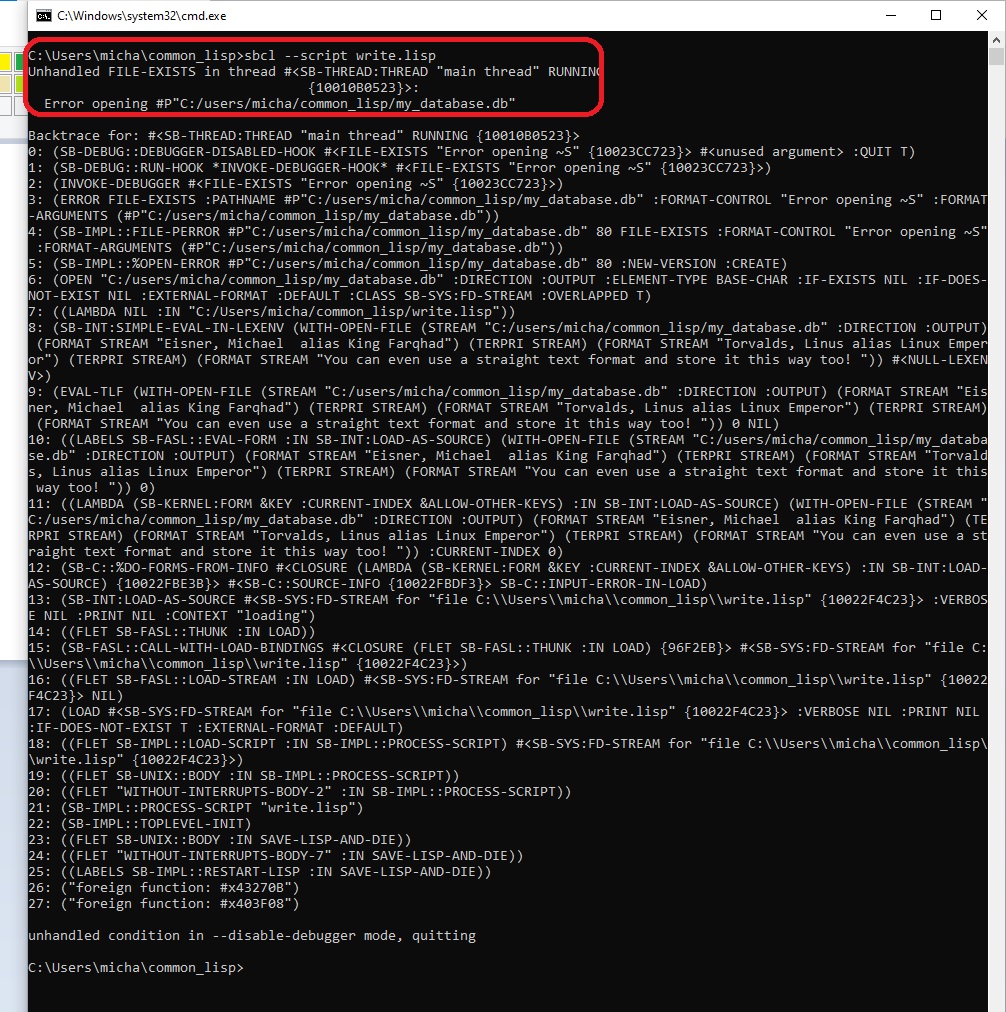 C:\Windows\system32\cmd.exe
C:\Users\micha\common_lisp>sbcl --script write.lisp
Unhandled FILE-EXISTS in thread #<SB-THREAD:THREAD "main thread" RUNNING
{10010B0523}>:
Error opening #P"C:/users/micha/common_lisp/my_database.db"
Backtrace for: #<SB-THREAD:THREAD "main thread" RUNNING {10010B0523}>
0: (SB-DEBUG::DEBUGGER-DISABLED-HOOK #<FILE-EXISTS "Error opening ~S" {10023CC723}> #<unused argument> :QUIT T)
1: (SB-DEBUG::RUN-HOOK *INVOKE-DEBUGGER-HOOK* #<FILE-EXISTS "Error opening ~S" {10023CC723}>)
2: (INVOKE-DEBUGGER #<FILE-EXISTS "Error opening ~S" {10023CC723}>)
3: (ERROR FILE-EXISTS :PATHNAME #P"C:/users/micha/common_lisp/my_database.db" :FORMAT-CONTROL "Error opening ~S" :FORMAT
-ARGUMENTS (#P"C:/users/micha/common_lisp/my_database.db"))
4: (SB-IMPL::FILE-PERROR #P"C:/users/micha/common_lisp/my_database.db" 80 FILE-EXISTS :FORMAT-CONTROL "Error opening ~S"
:FORMAT-ARGUMENTS (#P"C:/users/micha/common_lisp/my_database.db"))
5: (SB-IMPL::%OPEN-ERROR #P"C:/users/micha/common_lisp/my_database.db" 80 :NEW-VERSION :CREATE)
6: (OPEN "C:/users/micha/common_lisp/my_database.db" :DIRECTION :OUTPUT :ELEMENT-TYPE BASE-CHAR :IF-EXISTS NIL :IF-DOES-
NOT-EXIST NIL :EXTERNAL-FORMAT :DEFAULT :CLASS SB-SYS:FD-STREAM :OVERLAPPED T)
7: ((LAMBDA NIL :IN "C:/Users/micha/common_lisp/write.lisp"))
8: (SB-INT:SIMPLE-EVAL-IN-LEXENV (WITH-OPEN-FILE (STREAM "C:/users/micha/common_lisp/my_database.db" :DIRECTION :OUTPUT)
(FORMAT STREAM "Eisner, Michael  alias King Farqhad") (TERPRI STREAM) (FORMAT STREAM "Torvalds, Linus alias Linux Emper
or") (TERPRI STREAM) (FORMAT STREAM "You can even use a straight text format and store it this way too! ")) #<NULL-LEXEN
V>)
9: (EVAL-TLF (WITH-OPEN-FILE (STREAM "C:/users/micha/common_lisp/my_database.db" :DIRECTION :OUTPUT) (FORMAT STREAM "Eis
ner, Michael  alias King Farqhad") (TERPRI STREAM) (FORMAT STREAM "Torvalds, Linus alias Linux Emperor") (TERPRI STREAM)
(FORMAT STREAM "You can even use a straight text format and store it this way too! ")) 0 NIL)
10: ((LABELS SB-FASL::EVAL-FORM :IN SB-INT:LOAD-AS-SOURCE) (WITH-OPEN-FILE (STREAM "C:/users/micha/common_lisp/my_databa
se.db" :DIRECTION :OUTPUT) (FORMAT STREAM "Eisner, Michael  alias King Farqhad") (TERPRI STREAM) (FORMAT STREAM "Torvald
s, Linus alias Linux Emperor") (TERPRI STREAM) (FORMAT STREAM "You can even use a straight text format and store it this
way too! ")) 0)
11: ((LAMBDA (SB-KERNEL:FORM &KEY :CURRENT-INDEX &ALLOW-OTHER-KEYS) :IN SB-INT:LOAD-AS-SOURCE) (WITH-OPEN-FILE (STREAM "
C:/users/micha/common_lisp/my_database.db" :DIRECTION :OUTPUT) (FORMAT STREAM "Eisner, Michael  alias King Farqhad") (TE
RPRI STREAM) (FORMAT STREAM "Torvalds, Linus alias Linux Emperor") (TERPRI STREAM) (FORMAT STREAM "You can even use a st
raight text format and store it this way too! ")) :CURRENT-INDEX 0)
12: (SB-C::%DO-FORMS-FROM-INFO #<CLOSURE (LAMBDA (SB-KERNEL:FORM &KEY :CURRENT-INDEX &ALLOW-OTHER-KEYS) :IN SB-INT:LOAD-
AS-SOURCE) {10022FBE3B}> #<SB-C::SOURCE-INFO {10022FBDF3}> SB-C::INPUT-ERROR-IN-LOAD)
13: (SB-INT:LOAD-AS-SOURCE #<SB-SYS:FD-STREAM for "file C:\\Users\\micha\\common_lisp\\write.lisp" {10022F4C23}> :VERBOS
E NIL :PRINT NIL :CONTEXT "loading")
14: ((FLET SB-FASL::THUNK :IN LOAD))
15: (SB-FASL::CALL-WITH-LOAD-BINDINGS #<CLOSURE (FLET SB-FASL::THUNK :IN LOAD) {96F2EB}> #<SB-SYS:FD-STREAM for "file C:
\\Users\\micha\\common_lisp\\write.lisp" {10022F4C23}>)
16: ((FLET SB-FASL::LOAD-STREAM :IN LOAD) #<SB-SYS:FD-STREAM for "file C:\\Users\\micha\\common_lisp\\write.lisp" {10022
F4C23}> NIL)
17: (LOAD #<SB-SYS:FD-STREAM for "file C:\\Users\\micha\\common_lisp\\write.lisp" {10022F4C23}> :VERBOSE NIL :PRINT NIL
:IF-DOES-NOT-EXIST T :EXTERNAL-FORMAT :DEFAULT)
18: ((FLET SB-IMPL::LOAD-SCRIPT :IN SB-IMPL::PROCESS-SCRIPT) #<SB-SYS:FD-STREAM for "file C:\\Users\\micha\\common_lisp\
\write.lisp" {10022F4C23}>)
19: ((FLET SB-UNIX::BODY :IN SB-IMPL::PROCESS-SCRIPT))
20: ((FLET "WITHOUT-INTERRUPTS-BODY-2" :IN SB-IMPL::PROCESS-SCRIPT))
21: (SB-IMPL::PROCESS-SCRIPT "write.lisp")
22: (SB-IMPL::TOPLEVEL-INIT)
23: ((FLET SB-UNIX::BODY :IN SAVE-LISP-AND-DIE))
24: ((FLET "WITHOUT-INTERRUPTS-BODY-7" :IN SAVE-LISP-AND-DIE))
25: ((LABELS SB-IMPL::RESTART-LISP :IN SAVE-LISP-AND-DIE))
26: ("foreign function: #x43270B")
27: ("foreign function: #x403F08")
unhandled condition in --disable-debugger mode, quitting
C:\Users\micha\common_lisp>